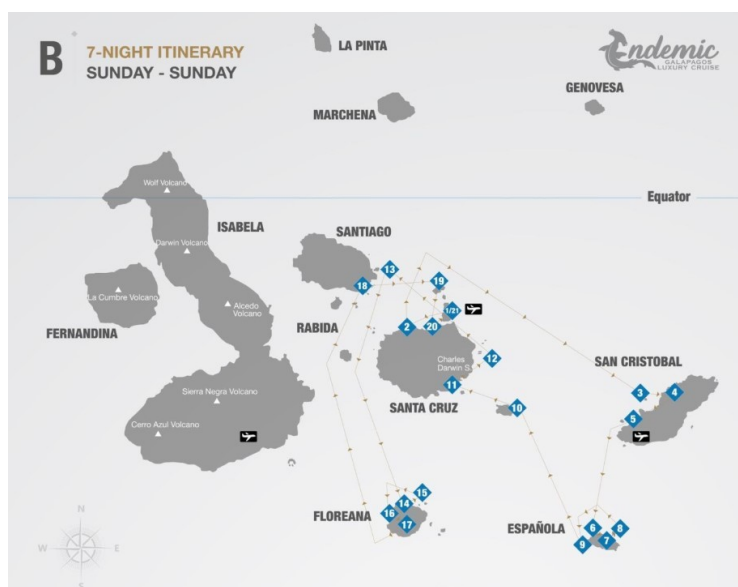 B
7-NIGHT ITINERARY
SUNDAY - SUNDAY
LA PINTA
Endemic
GALAPAGOS
LUXURY CRUISE
GENOVESA
MARCHENA
Wolf Volcano
Equator
ISABELA
SANTIAGO
Darwin Volcano
13
18
19
La Cumbre Volcano
Alcedo
Volcano
1/21
RABIDA
2
20
FERNANDINA
12
Charles
Darwin S.
SAN CRISTOBAL
11
3
4
Sierra Negra Volcano
SANTA CRUZ
10
5
Cerro Azul Volcano
15
14
16
FLOREANA
17
ESPAÑOLA
6
8
7
9
N
W
E
S